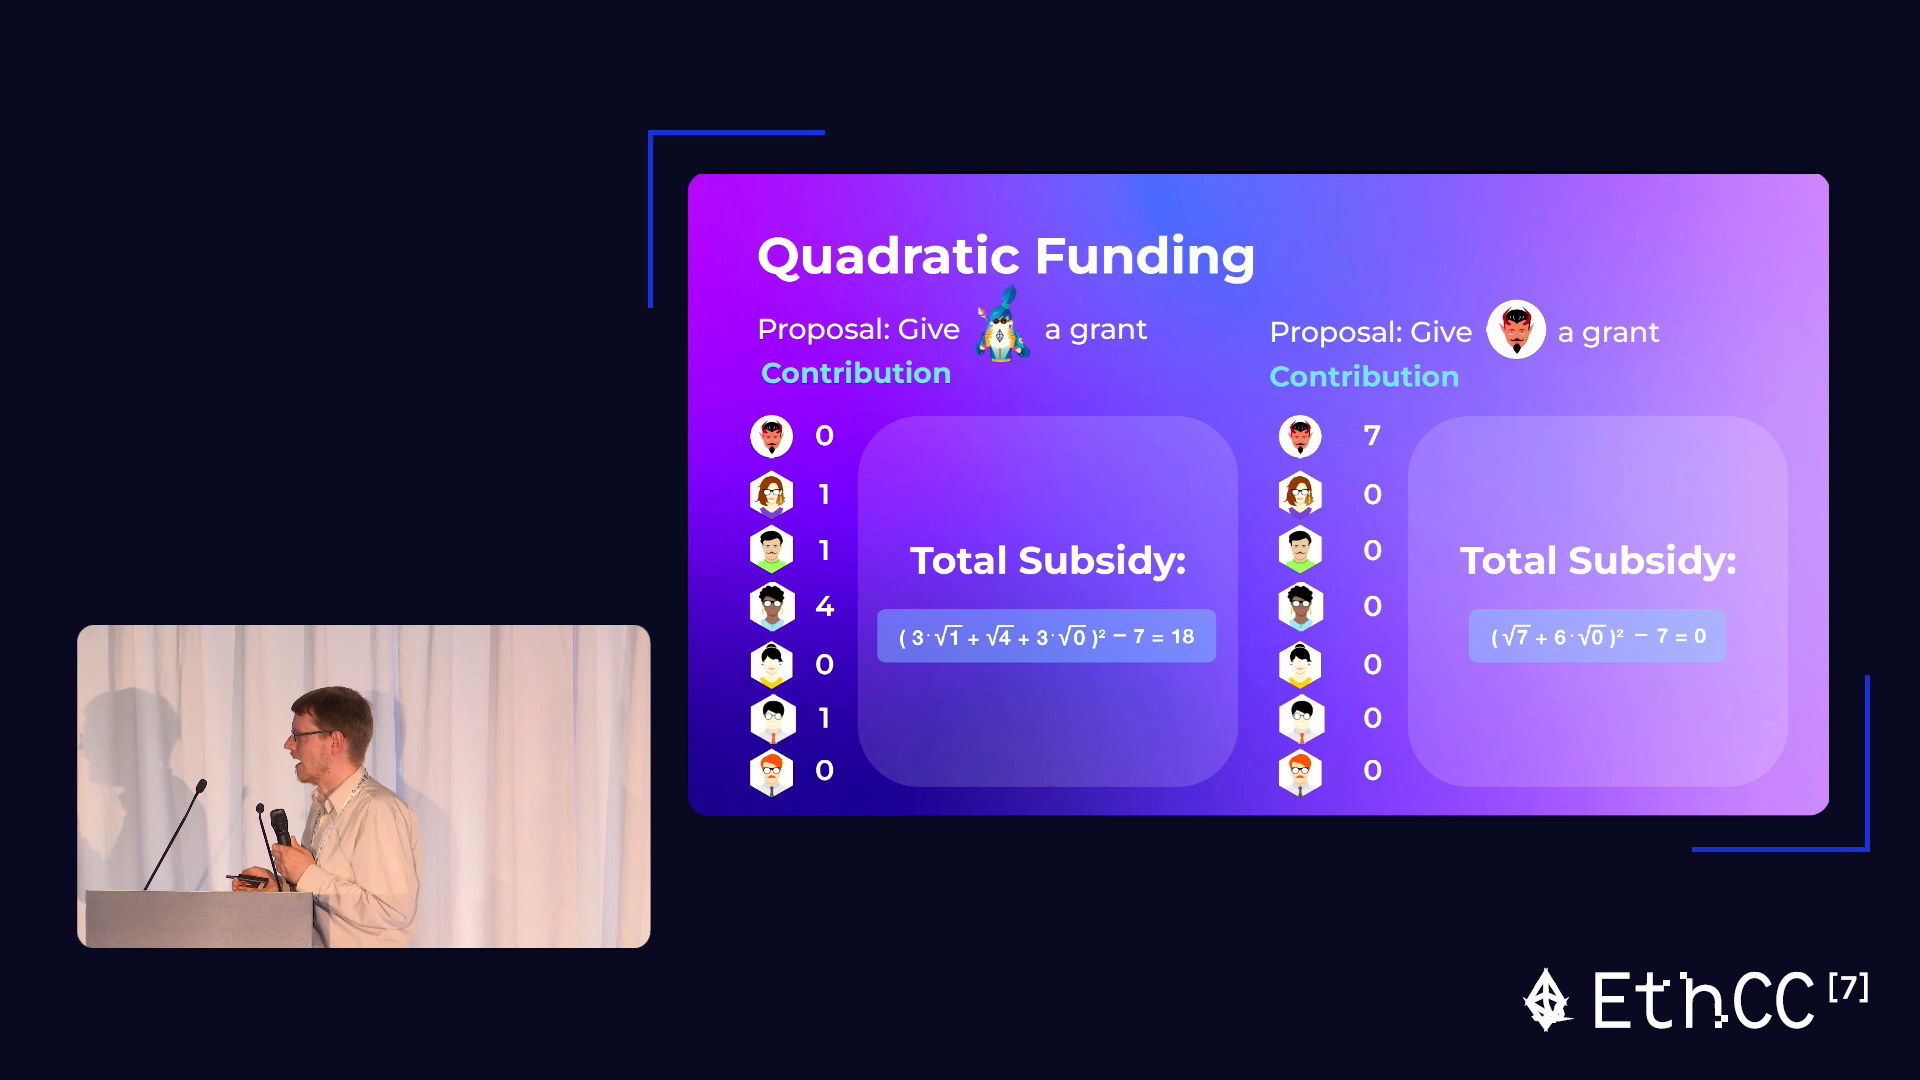 Quadratic Funding
Proposal: Give a grant
Contribution
0
1
1
4
0
1
0
Total Subsidy:
( 3·√1 + √4 + 3·√0 )² − 7 = 18
Proposal: Give a grant
Contribution
7
0
0
0
0
0
0
Total Subsidy:
( √7 + 6·√0 )² − 7 = 0
EthCC [7]